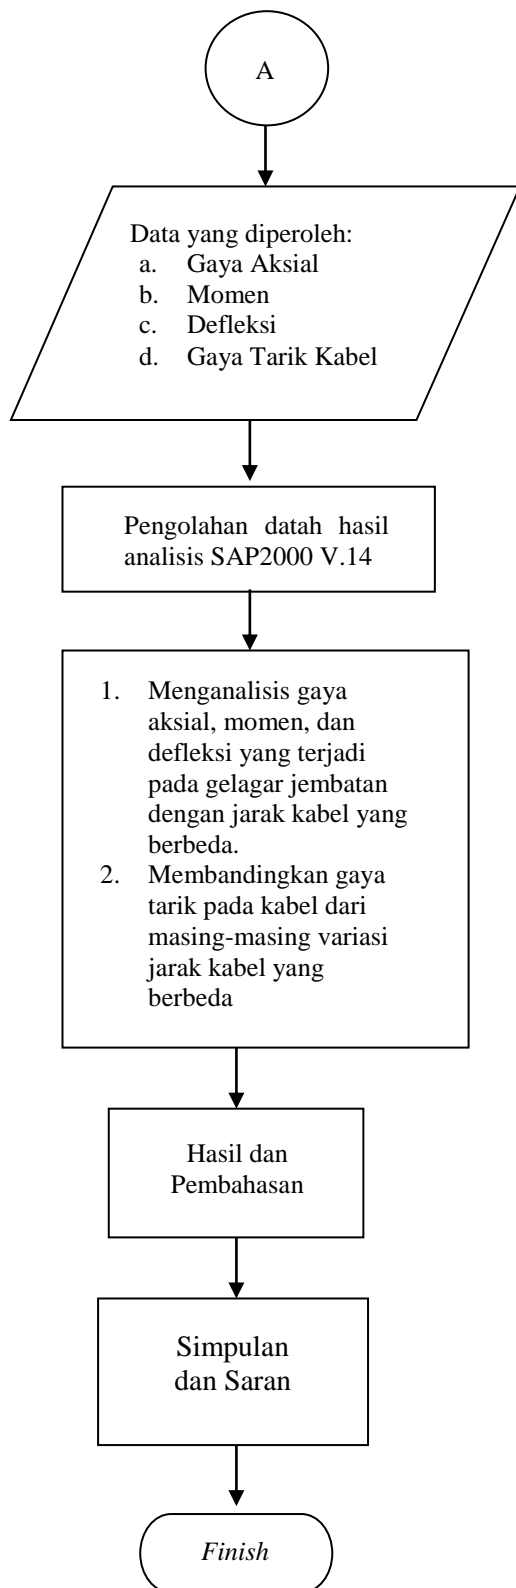 A
Data yang diperoleh:
a. Gaya Aksial
b. Momen
c. Defleksi
d. Gaya Tarik Kabel
Pengolahan datah hasil
analisis SAP2000 V.14
1. Menganalisis gaya
aksial, momen, dan
defleksi yang terjadi
pada gelagar jembatan
dengan jarak kabel yang
berbeda.
2. Membandingkan gaya
tarik pada kabel dari
masing-masing variasi
jarak kabel yang
berbeda
Hasil dan
Pembahasan
Simpulan
dan Saran
Finish